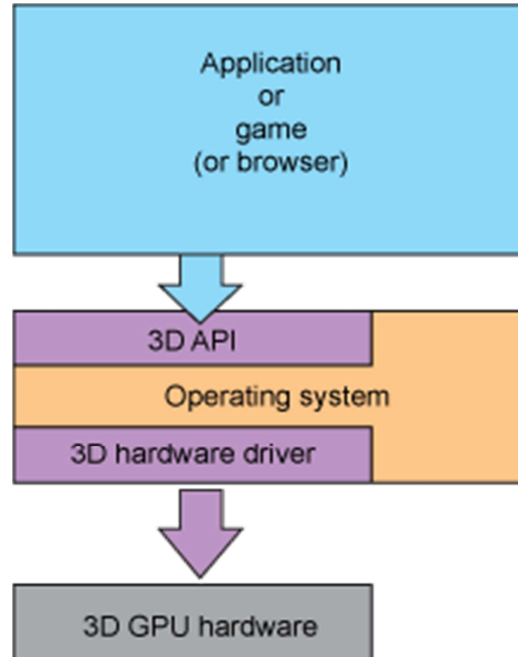 Application
or
game
(or browser)
3D API
Operating system
3D hardware driver
3D GPU hardware